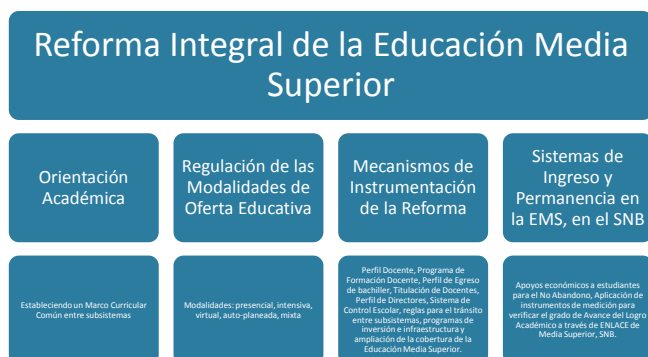 Reforma Integral de la Educación Media
Superior
Orientación
Académica
Regulación de las
Modalidades de
Oferta Educativa
Mecanismos de
Instrumentación
de la Reforma
Sistemas de
Ingreso y
Permanencia en
la EMS, en el SNB
Estableciendo un Marco Curricular
Común entre subsistemas
Modalidades: presencial, intensiva,
virtual, auto-planeada, mixta
Perfil Docente, Programa de
Formación Docente, Perfil de Egreso
de bachiller, Titulación de Docentes,
Perfil de Directores, Sistema de
Control Escolar, reglas para el tránsito
entre subsistemas, programas de
inversión e infraestructura y
ampliación de la cobertura de la
Educación Media Superior.
Apoyos económicos a estudiantes
para el No Abandono, Aplicación de
instrumentos de medición para
verificar el grado de Avance del Logro
Académico a través de ENLACE de
Media Superior, SNB.